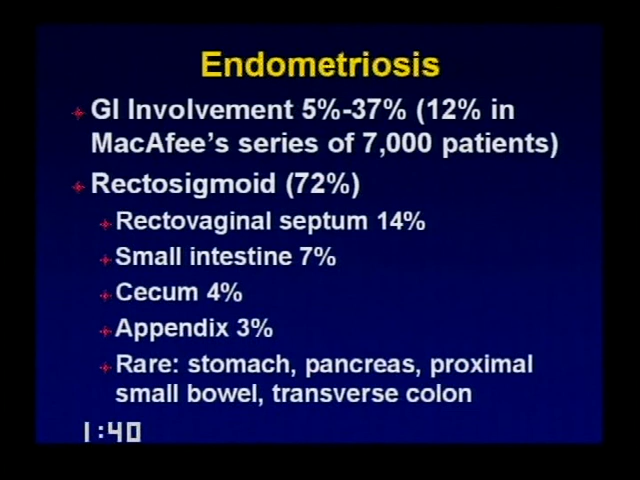 Endometriosis
GI Involvement 5%-37% (12% in
MacAfee's series of 7,000 patients)
Rectosigmoid (72%)
Rectovaginal septum 14%
Small intestine 7%
Cecum 4%
Appendix 3%
Rare: stomach, pancreas, proximal
small bowel, transverse colon
1:40